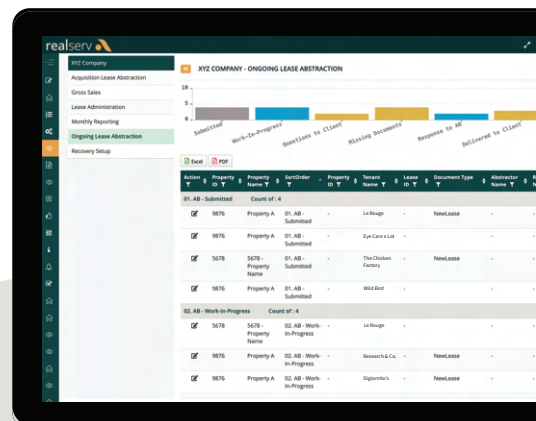 realserv
XYZ Company
Acquisition Lease Abstraction
Gross Sales
Lease Administration
Monthly Reporting
Ongoing Lease Abstraction
Recovery Setup
XYZ COMPANY - ONGOING LEASE ABSTRACTION
10
5
0
Submitted
Work-In-Progress
Questions to Client
Missing Documents
Response to AB
Delivered to Client
Excel PDF
Action Property ID Property Name SortOrder Property ID Tenant Name Lease ID Document Type Abstractor Name
01. AB - Submitted Count of : 4
9876 Property A 01. AB - Submitted - Le Rouge - NewLease - -
9876 Property A 01. AB - Submitted - Eye Care a Lot - - -
5678 5678 - Property Name 01. AB - Submitted - The Chicken Factory - NewLease - -
9876 Property A 01. AB - Submitted - Wild Bird - - -
02. AB - Work-In-Progress Count of : 4
5678 5678 - Property Name 02. AB - Work-In-Progress - Le Rouge - - -
9876 Property A 02. AB - Work-In-Progress - Research & Co. - NewLease - -
9876 Property A 02. AB - Work-In-Progress - Digiornito's - NewLease - -